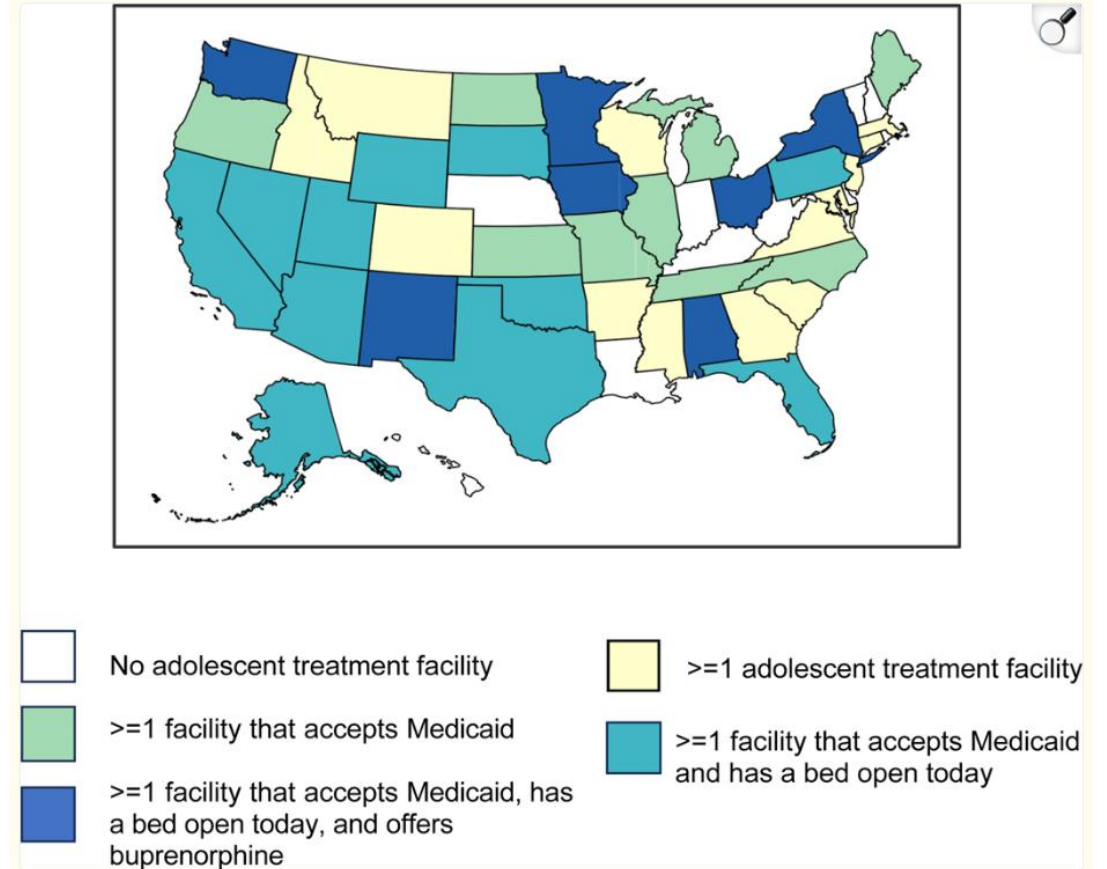 No adolescent treatment facility
>=1 adolescent treatment facility
>=1 facility that accepts Medicaid
>=1 facility that accepts Medicaid
and has a bed open today
>=1 facility that accepts Medicaid, has
a bed open today, and offers
buprenorphine